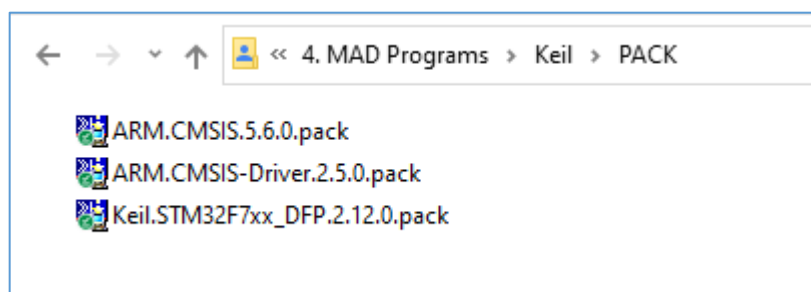 « 4. MAD Programs > Keil > PACK
ARM.CMSIS.5.6.0.pack
ARM.CMSIS-Driver.2.5.0.pack
Keil.STM32F7xx_DFP.2.12.0.pack